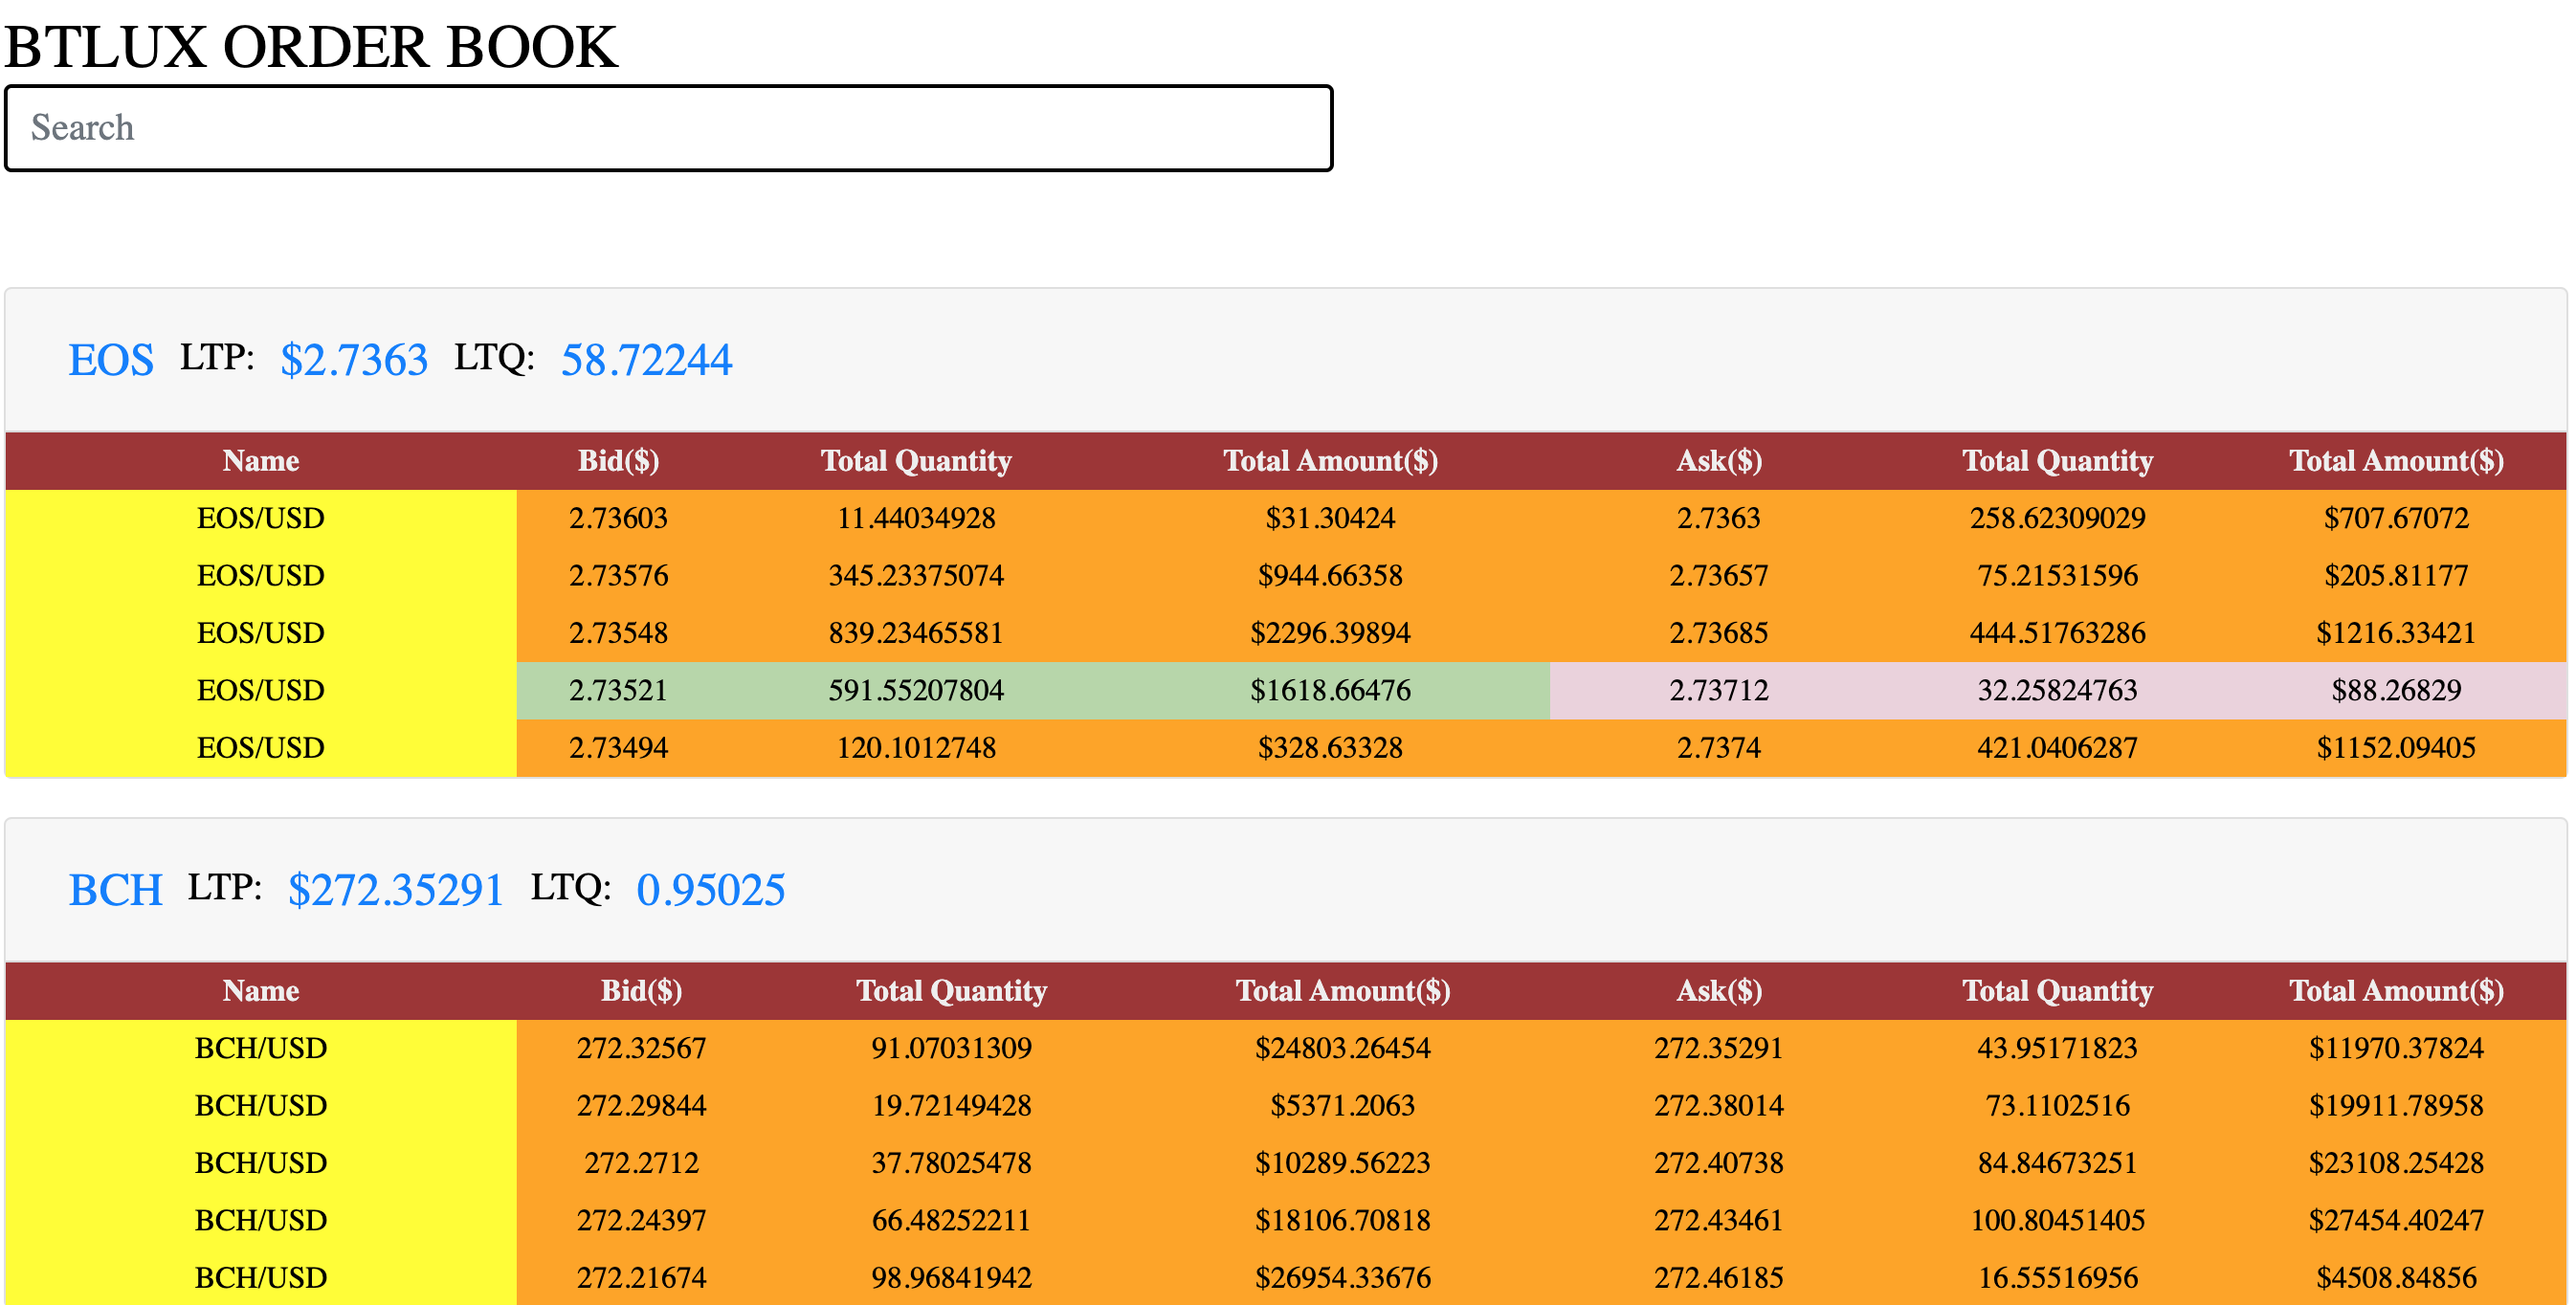 BTLUX ORDER BOOK
Search
EOS LTP: $2.7363 LTQ: 58.72244
Name Bid($) Total Quantity Total Amount($) Ask($) Total Quantity Total Amount($)
EOS/USD 2.73603 11.44034928 $31.30424 2.7363 258.62309029 $707.67072
EOS/USD 2.73576 345.23375074 $944.66358 2.73657 75.21531596 $205.81177
EOS/USD 2.73548 839.23465581 $2296.39894 2.73685 444.51763286 $1216.33421
EOS/USD 2.73521 591.55207804 $1618.66476 2.73712 32.25824763 $88.26829
EOS/USD 2.73494 120.1012748 $328.63328 2.7374 421.0406287 $1152.09405
BCH LTP: $272.35291 LTQ: 0.95025
Name Bid($) Total Quantity Total Amount($) Ask($) Total Quantity Total Amount($)
BCH/USD 272.32567 91.07031309 $24803.26454 272.35291 43.95171823 $11970.37824
BCH/USD 272.29844 19.72149428 $5371.2063 272.38014 73.1102516 $19911.78958
BCH/USD 272.2712 37.78025478 $10289.56223 272.40738 84.84673251 $23108.25428
BCH/USD 272.24397 66.48252211 $18106.70818 272.43461 100.80451405 $27454.40247
BCH/USD 272.21674 98.96841942 $26954.33676 272.46185 16.55516956 $4508.84856